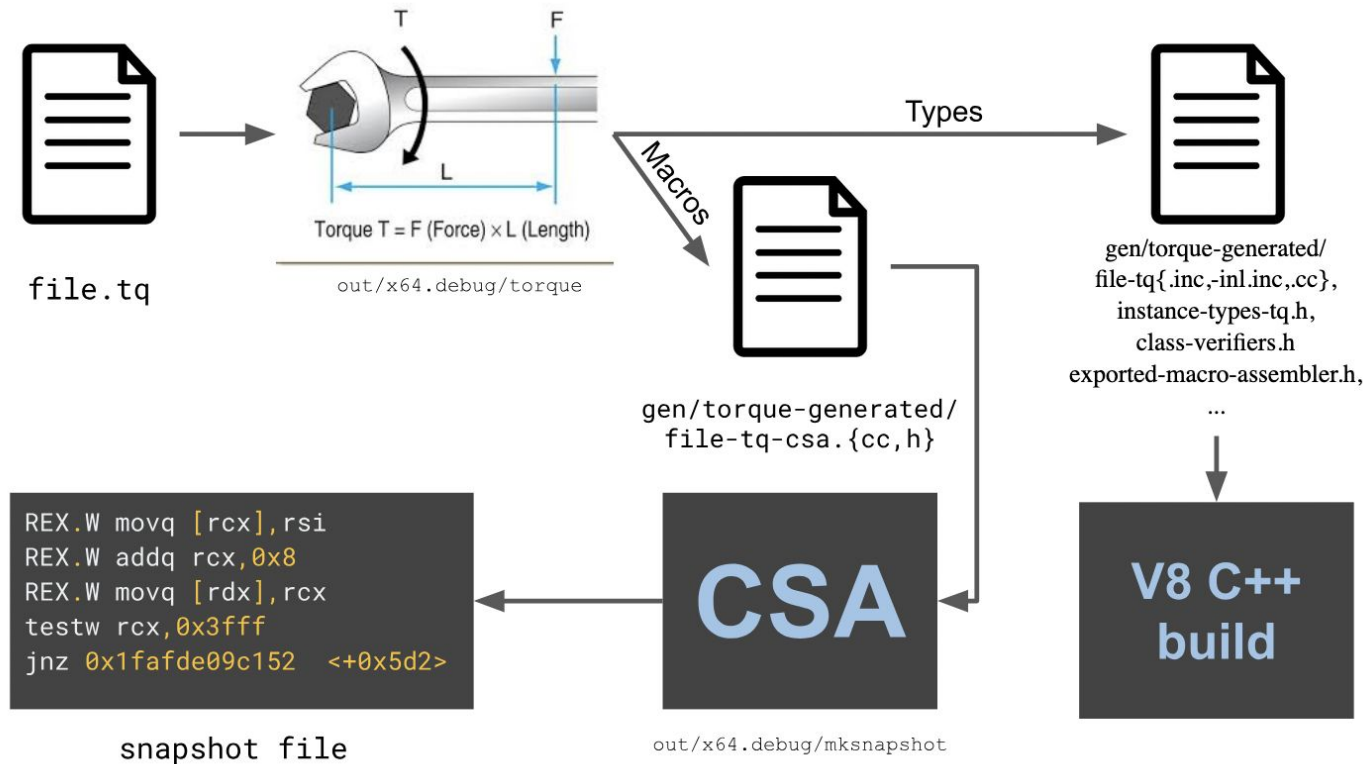 T
F
L
Torque T = F (Force) × L (Length)
out/x64.debug/torque
file.tq
Types
Macros
gen/torque-generated/
file-tq{.inc,-inl.inc,.cc},
instance-types-tq.h,
class-verifiers.h
exported-macro-assembler.h,
...
gen/torque-generated/
file-tq-csa.{cc,h}
REX.W movq [rcx],rsi
REX.W addq rcx,0x8
REX.W movq [rdx],rcx
testw rcx,0x3fff
jnz 0x1fafde09c152 <+0x5d2>
snapshot file
CSA
out/x64.debug/mksnapshot
V8 C++
build